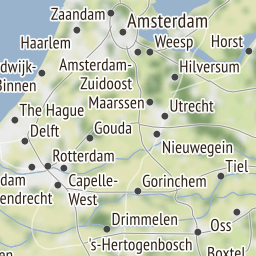 Zaandam
Amsterdam
Haarlem
Weesp
Horst
Amsterdam-
Zuidoost
Hilversum
dwijk-
Binnen
Maarssen
Utrecht
The Hague
Gouda
Delft
Nieuwegein
Rotterdam
Tiel
dam
Capelle-
West
Gorinchem
endrecht
Drimmelen
Oss
's-Hertogenbosch
Boxtel